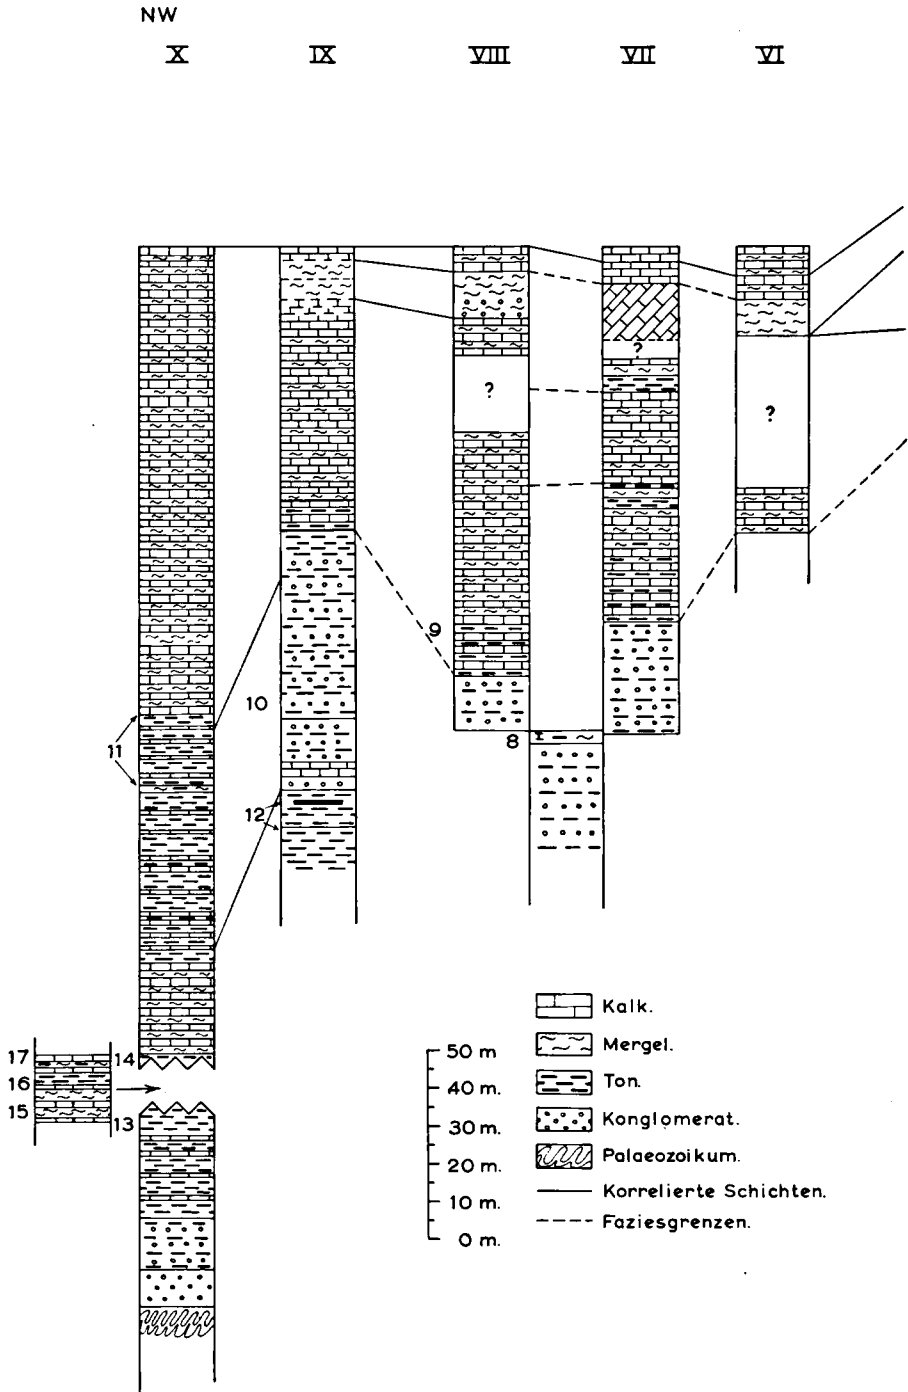 NW
X IX VIII VII VI
?
?
?
9
10
8
11
12
17 14
16
15
13
50 m
40 m.
30 m.
20 m.
10 m.
0 m.
Kalk.
Mergel.
Ton.
Konglomerat.
Palaeozoikum.
Korrelierte Schichten.
Faziesgrenzen.